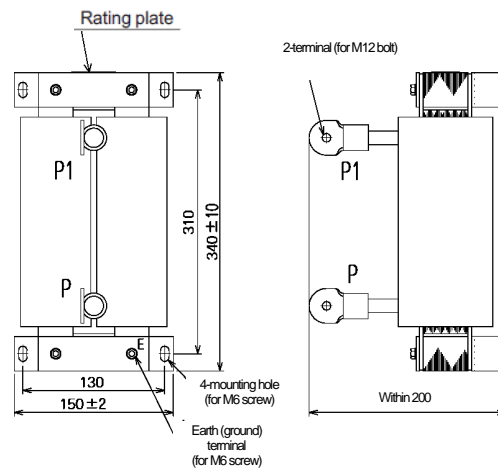 Rating plate
2-terminal (for M12 bolt)
P1
P1
P
P
310
340±10
E
130
150±2
4-mounting hole
(for M6 screw)
Earth (ground)
terminal
(for M6 screw)
Within 200